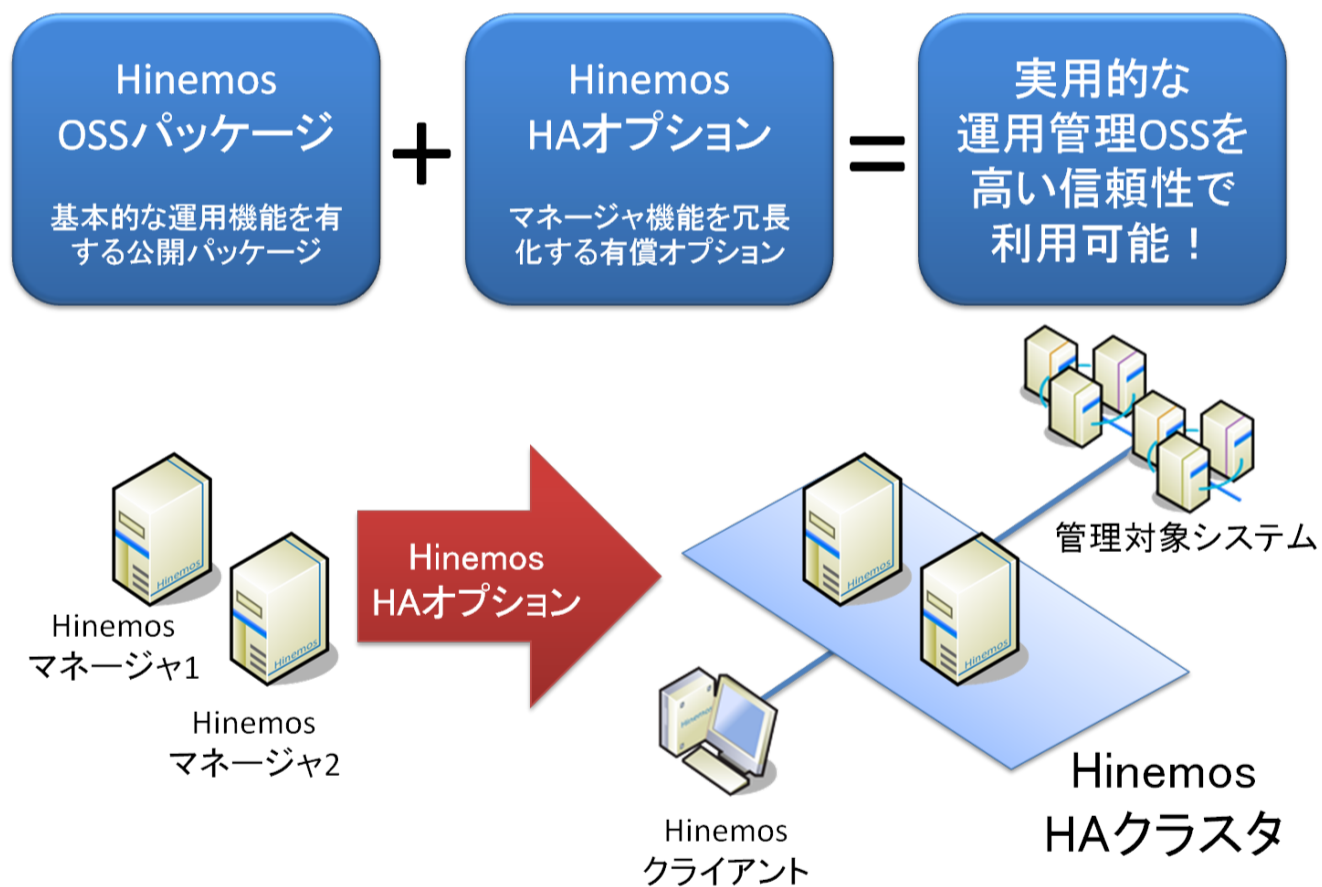 Hinemos
OSSパッケージ
基本的な運用機能を有
する公開パッケージ
+
Hinemos
HAオプション
マネージャ機能を冗長
化する有償オプション
=
実用的な
運用管理OSSを
高い信頼性で
利用可能！
管理対象システム
Hinemos
Hinemos
Hinemos
マネージャ1
Hinemos
Hinemos
マネージャ2
Hinemos
HAオプション
Hinemos
Hinemos
Hinemos
Hinemos
クライアント
Hinemos
HAクラスタ